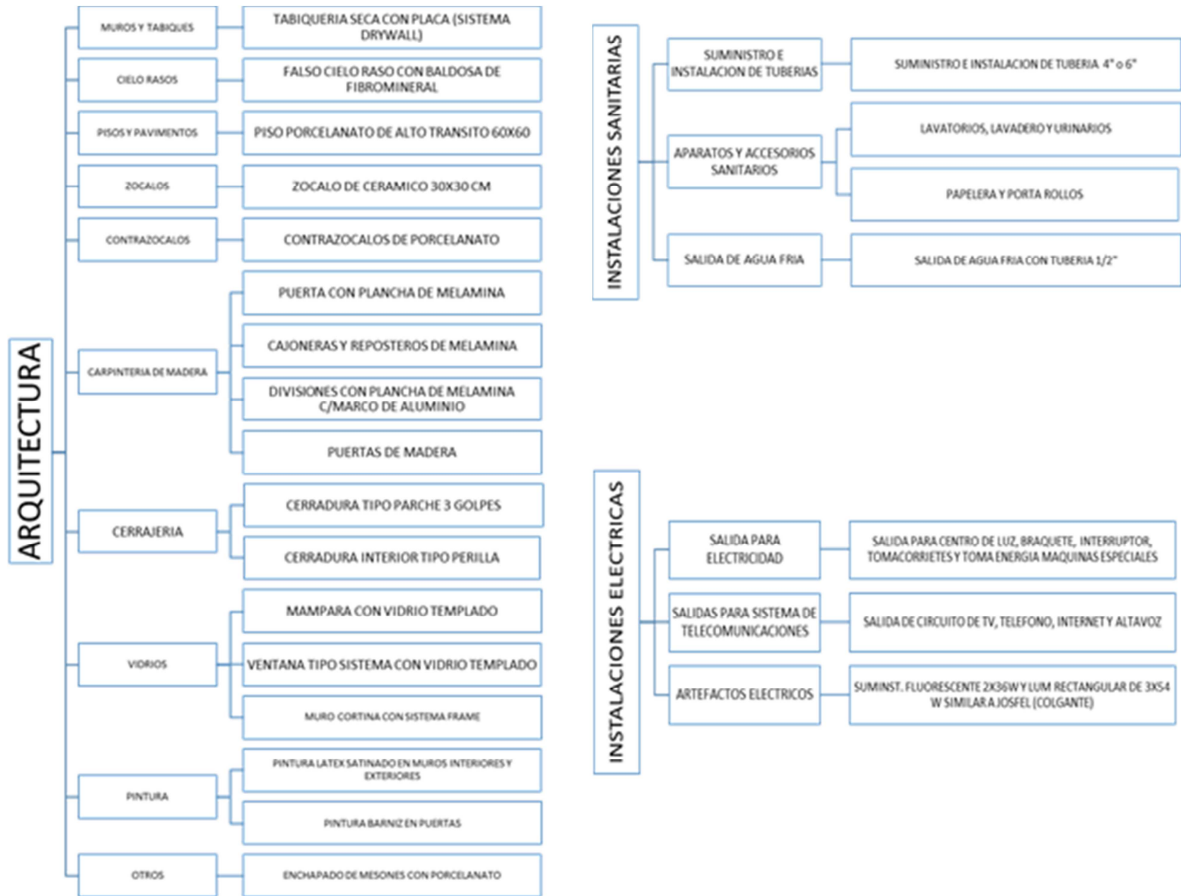 ARQUITECTURA
MUROS Y TABIQUES
TABIQUERIA SECA CON PLACA (SISTEMA
DRYWALL)
CIELO RASOS
FALSO CIELO RASO CON BALDOSA DE
FIBROMINERAL
PISOS Y PAVIMENTOS
PISO PORCELANATO DE ALTO TRANSITO 60X60
ZOCALOS
ZOCALO DE CERAMICO 30X30 CM
CONTRAZOCALOS
CONTRAZOCALOS DE PORCELANATO
CARPINTERIA DE MADERA
PUERTA CON PLANCHA DE MELAMINA
CAJONERAS Y REPOSTEROS DE MELAMINA
DIVISIONES CON PLANCHA DE MELAMINA
C/MARCO DE ALUMINIO
PUERTAS DE MADERA
CERRAJERIA
CERRADURA TIPO PARCHE 3 GOLPES
CERRADURA INTERIOR TIPO PERILLA
VIDRIOS
MAMPARA CON VIDRIO TEMPLADO
VENTANA TIPO SISTEMA CON VIDRIO TEMPLADO
MURO CORTINA CON SISTEMA FRAME
PINTURA
PINTURA LATEX SATINADO EN MUROS INTERIORES Y
EXTERIORES
PINTURA BARNIZ EN PUERTAS
OTROS
ENCHAPADO DE MESONES CON PORCELANATO
INSTALACIONES SANITARIAS
SUMINISTRO E
INSTALACION DE TUBERIAS
SUMINISTRO E INSTALACION DE TUBERIA 4" o 6"
APARATOS Y ACCESORIOS
SANITARIOS
LAVATORIOS, LAVADERO Y URINARIOS
PAPELERA Y PORTA ROLLOS
SALIDA DE AGUA FRIA
SALIDA DE AGUA FRIA CON TUBERIA 1/2"
INSTALACIONES ELECTRICAS
SALIDA PARA
ELECTRICIDAD
SALIDA PARA CENTRO DE LUZ, BRAQUETE, INTERRUPTOR,
TOMACORRIETES Y TOMA ENERGIA MAQUINAS ESPECIALES
SALIDAS PARA SISTEMA DE
TELECOMUNICACIONES
SALIDA DE CIRCUITO DE TV, TELEFONO, INTERNET Y ALTAVOZ
ARTEFACTOS ELECTRICOS
SUMINST. FLUORESCENTE 2X36W Y LUM RECTANGULAR DE 3X54
W SIMILAR A JOSFEL (COLGANTE)